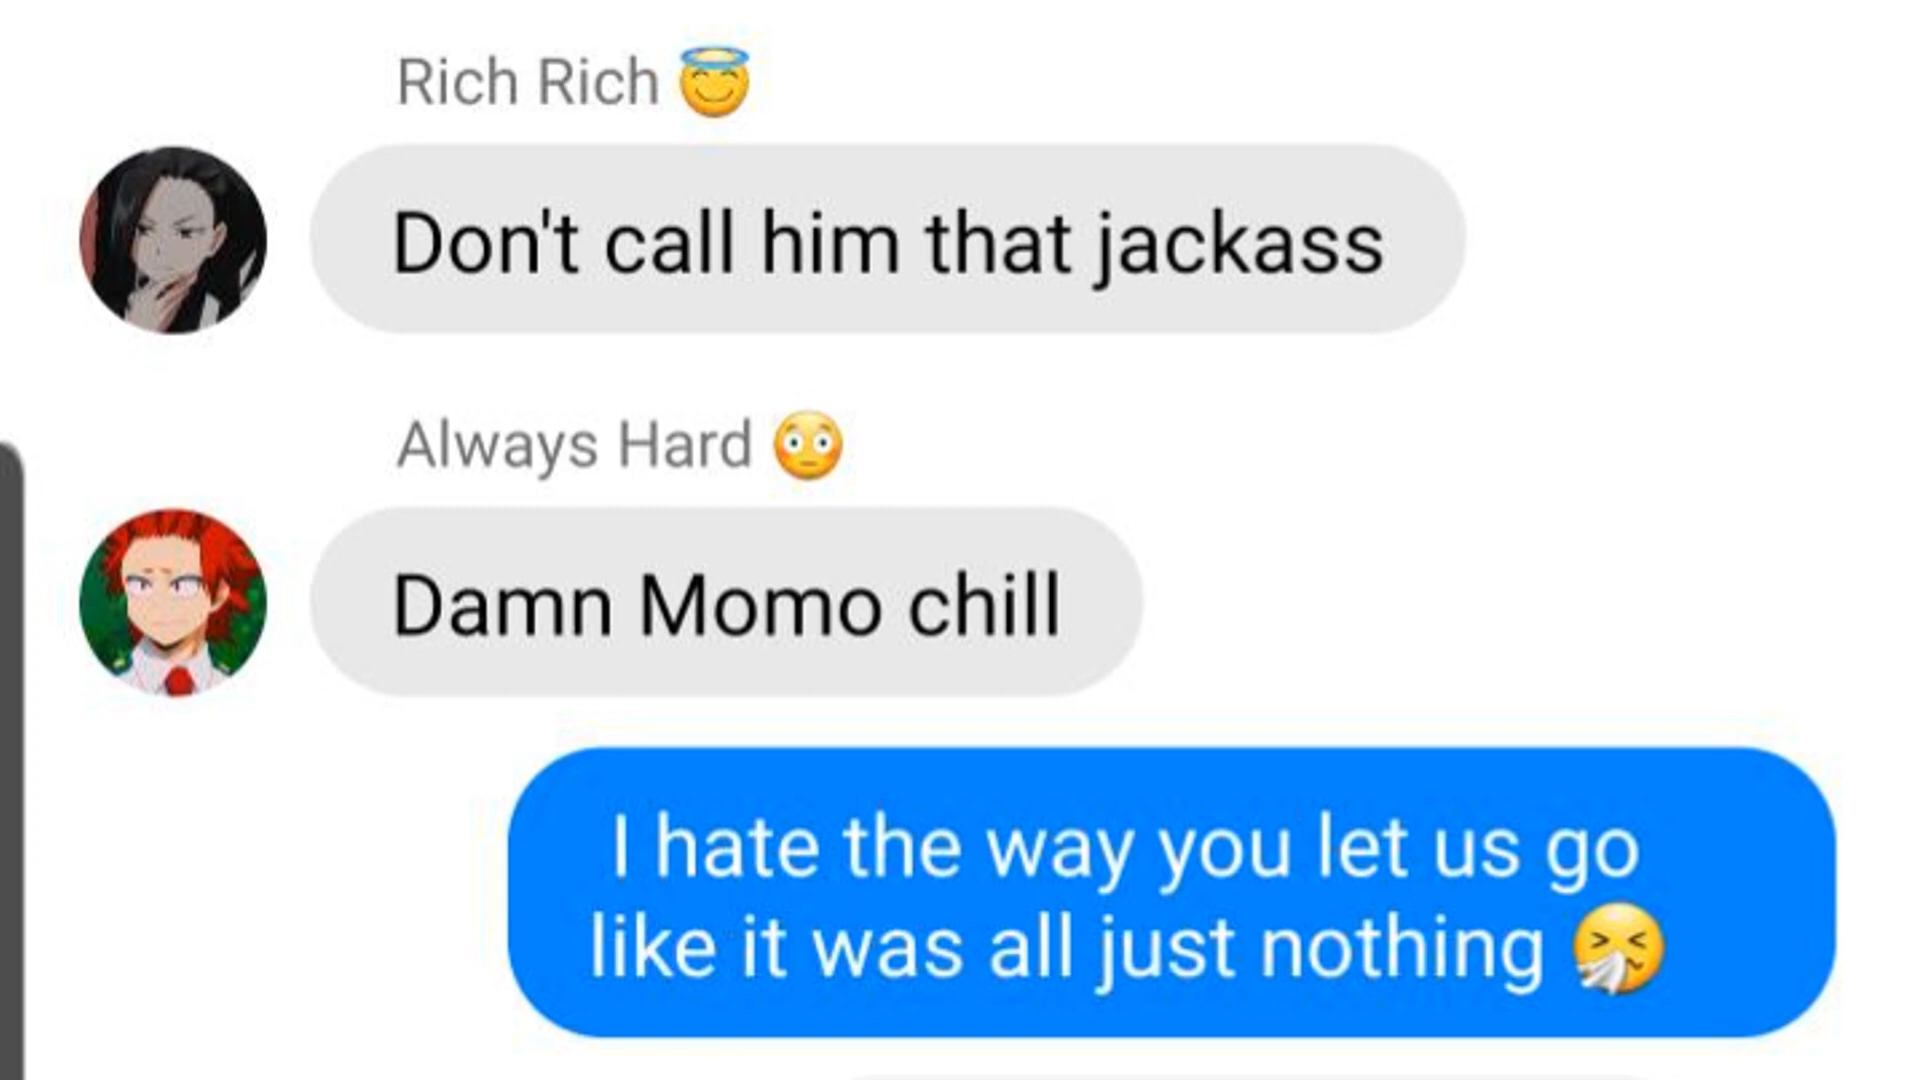 Rich Rich 😇
Don't call him that jackass
Always Hard 😳
Damn Momo chill
I hate the way you let us go
like it was all just nothing 🤧